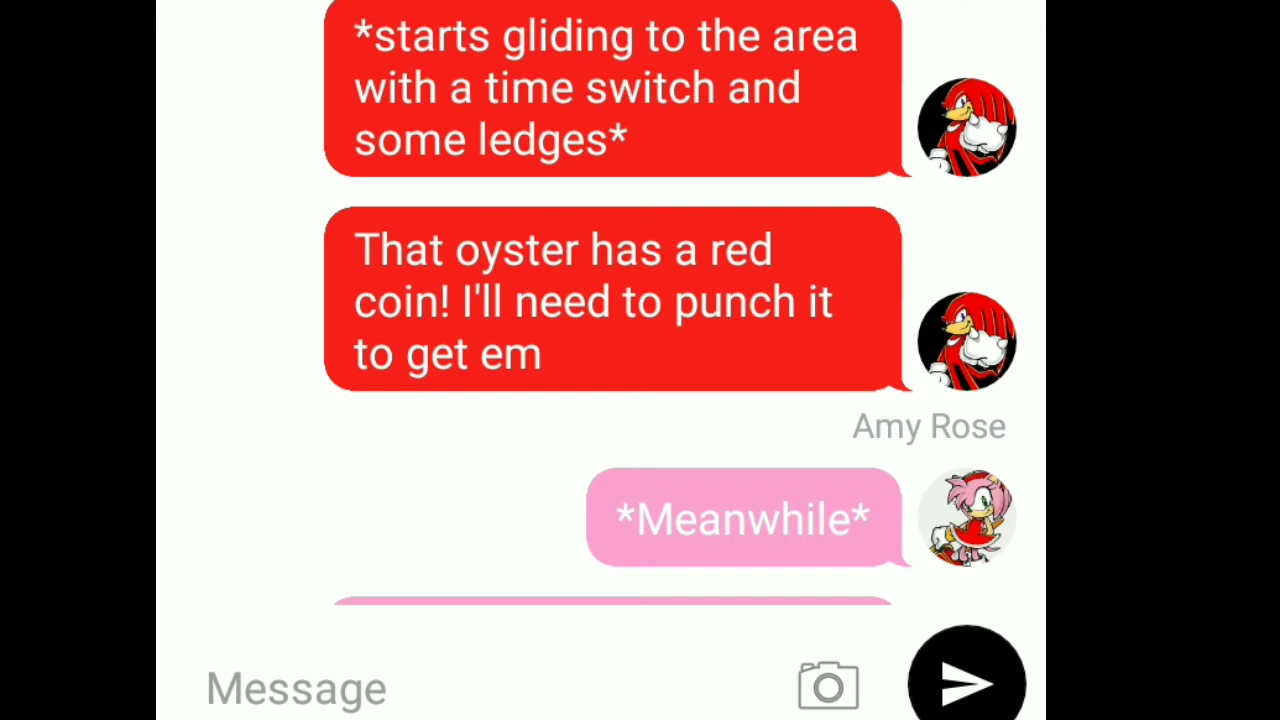 *starts gliding to the area
with a time switch and
some ledges*
That oyster has a red
coin! I'll need to punch it
to get em
Amy Rose
*Meanwhile*
Message